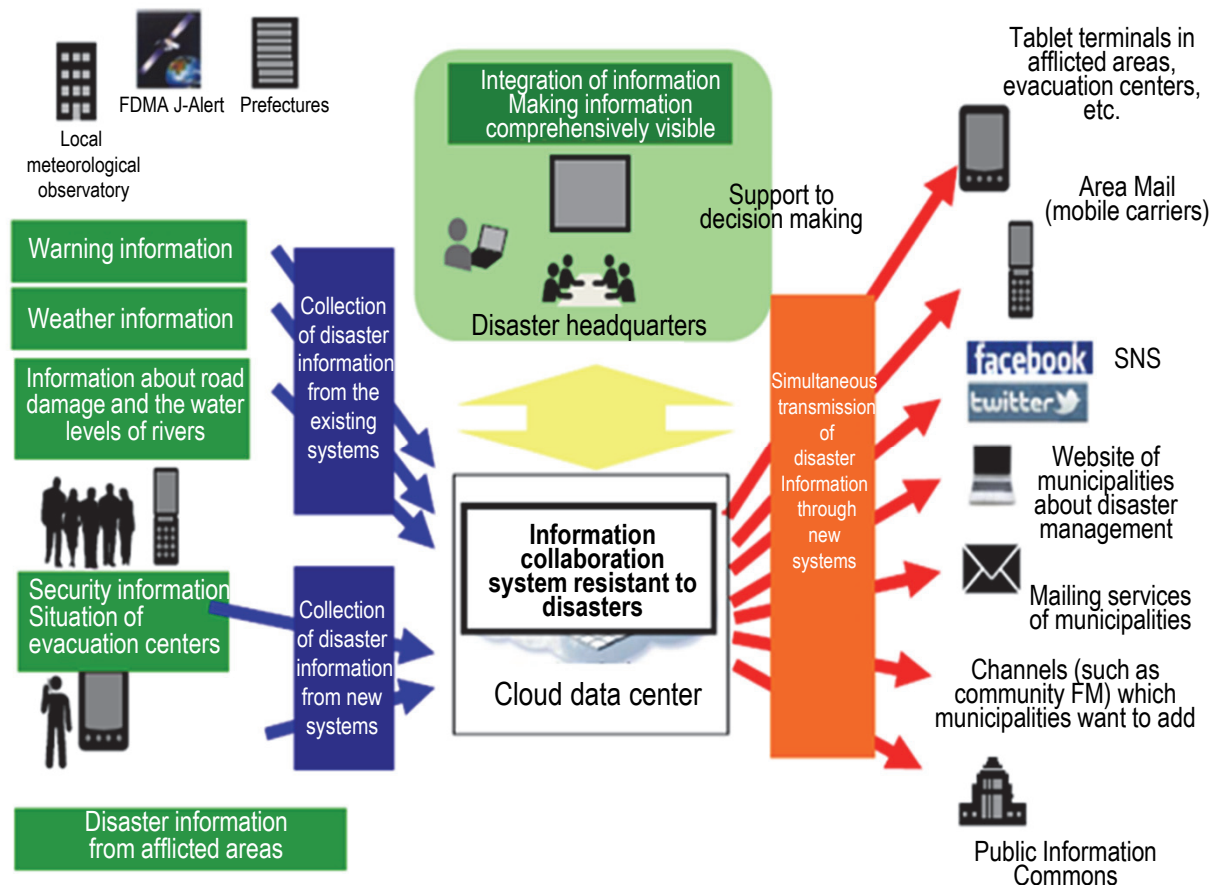 FDMA J-Alert
Prefectures
Local
meteorological
observatory
Warning information
Weather information
Information about road
damage and the water
levels of rivers
Security information
Situation of
evacuation centers
Disaster information
from afflicted areas
Collection
of disaster
information
from the
existing
systems
Collection
of disaster
information
from new
systems
Integration of information
Making information
comprehensively visible
Support to
decision making
Disaster headquarters
Information
collaboration
system resistant to
disasters
Cloud data center
Simultaneous
transmission
of
disaster
Information
through
new
systems
Tablet terminals in
afflicted areas,
evacuation centers,
etc.
Area Mail
(mobile carriers)
facebook
SNS
twitter
Website of
municipalities
about disaster
management
Mailing services
of municipalities
Channels (such as
community FM) which
municipalities want to add
Public Information
Commons